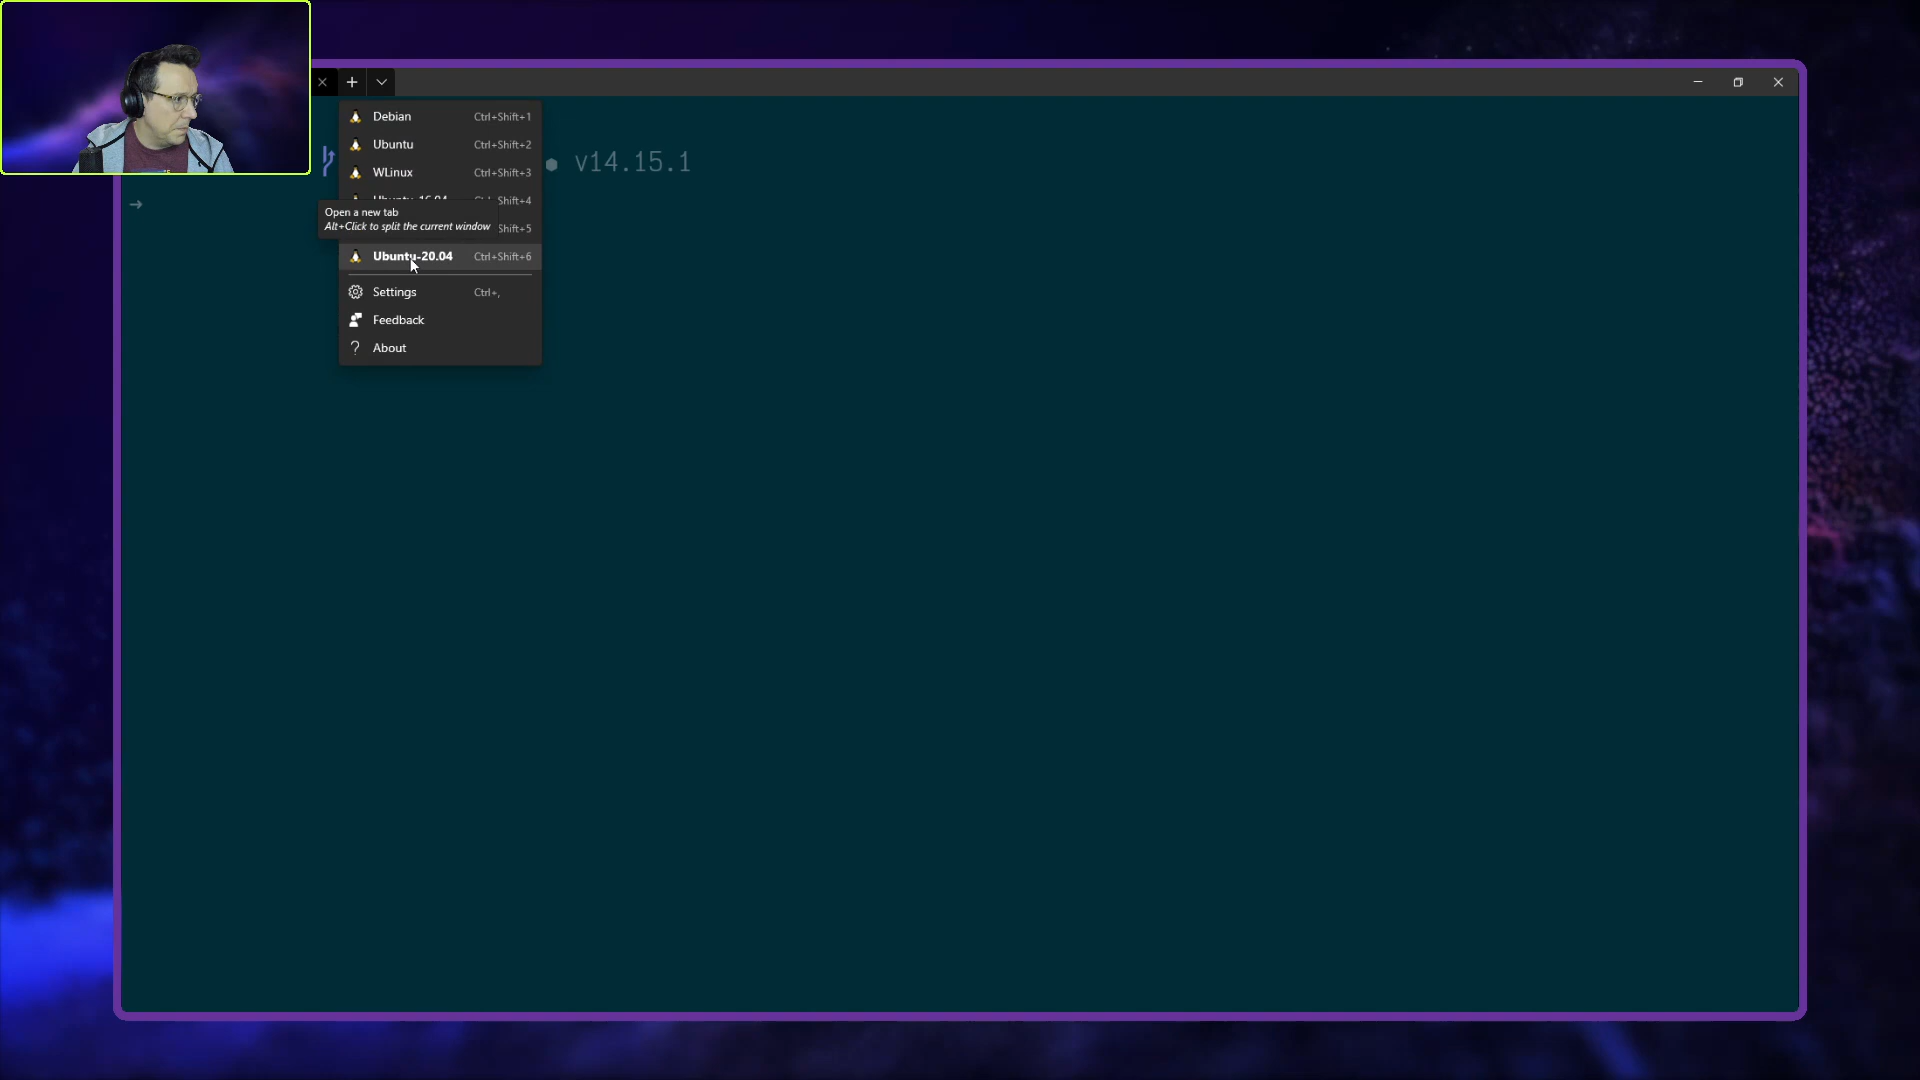 Debian Ctrl+Shift+1
Ubuntu Ctrl+Shift+2
v14.15.1
WLinux Ctrl+Shift+3
Shift+4
Open a new tab
Alt+Click to split the current window
Shift+5
Ubuntu-20.04 Ctrl+Shift+6
Settings Ctrl+,
Feedback
About